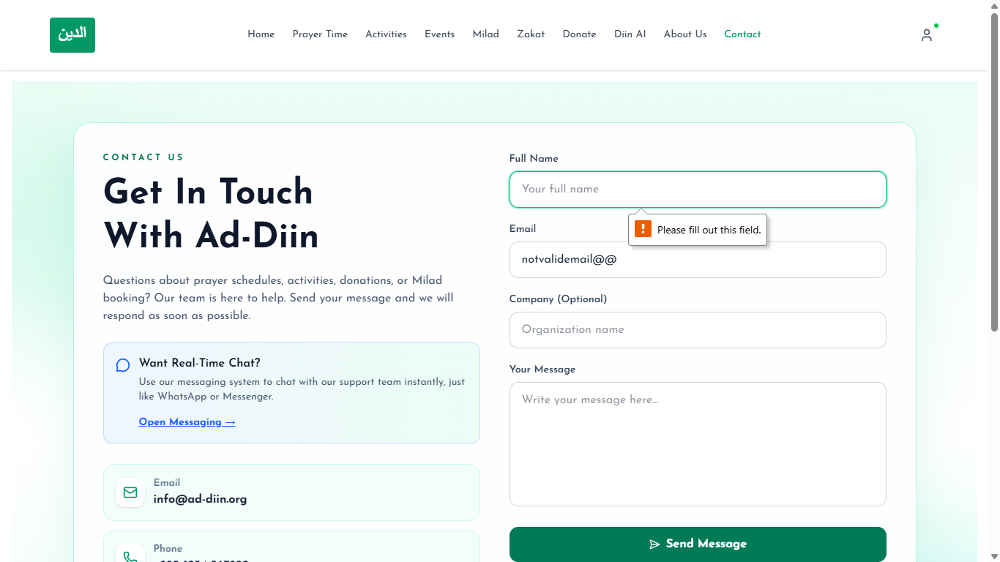 الدين
Home
Prayer Time
Activities
Events
Milad
Zakat
Donate
Diin AI
About Us
Contact
CONTACT US
Get In Touch
With Ad-Diin
Questions about prayer schedules, activities, donations, or Milad
booking? Our team is here to help. Send your message and we will
respond as soon as possible.
Want Real-Time Chat?
Use our messaging system to chat with our support team instantly, just
like WhatsApp or Messenger.
Open Messaging →
Email
info@ad-diin.org
Phone
Full Name
Your full name
Please fill out this field.
Email
notvalidemail@@
Company (Optional)
Organization name
Your Message
Write your message here...
Send Message